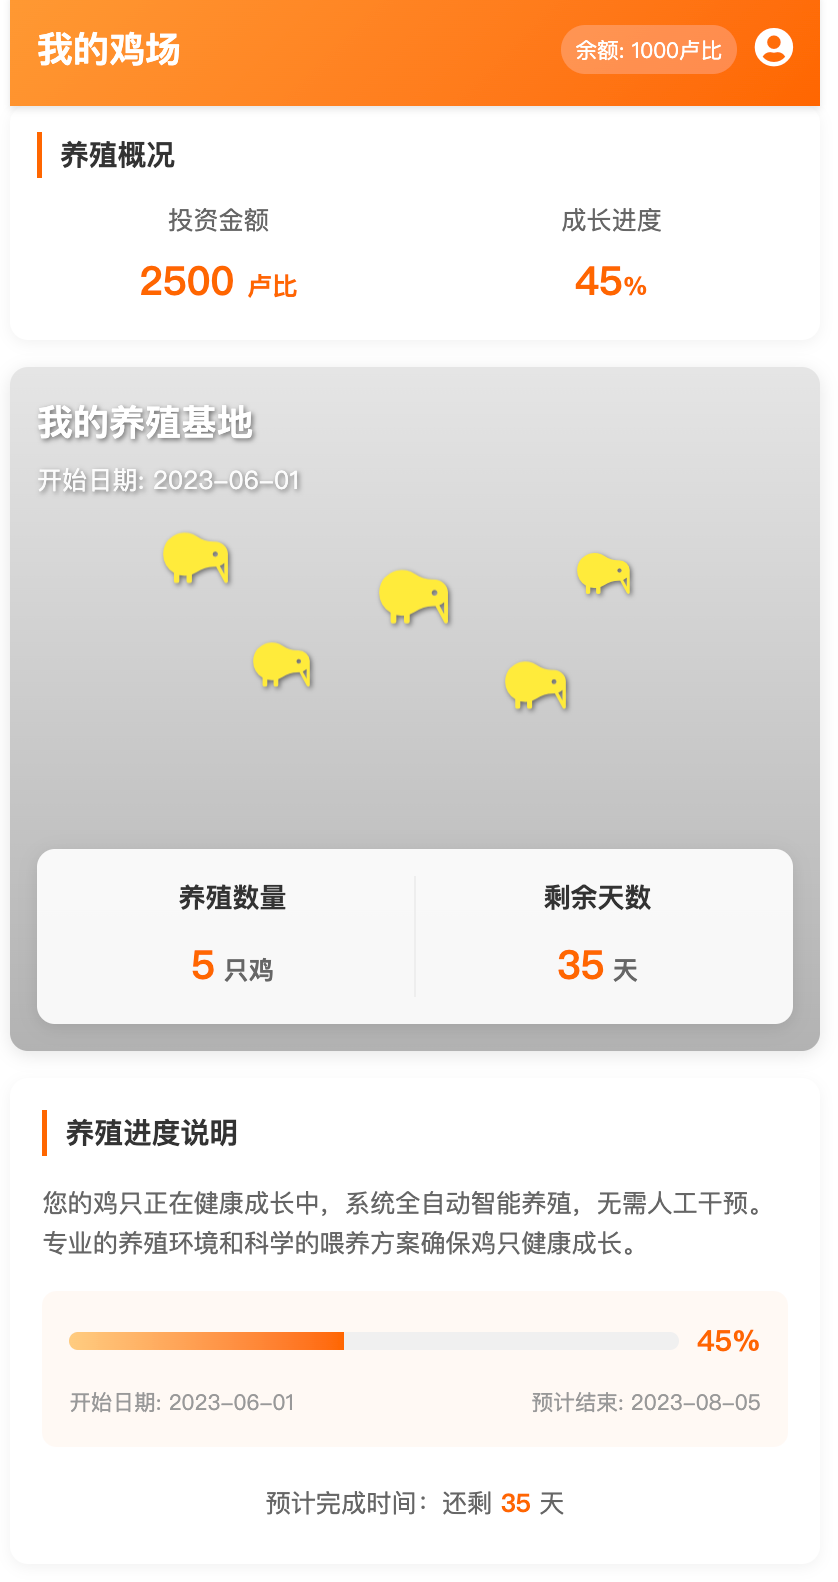 我的鸡场
余额: 1000卢比
养殖概况
投资金额
成长进度
2500 卢比
45%
我的养殖基地
开始日期: 2023-06-01
养殖数量
剩余天数
5 只鸡
35 天
养殖进度说明
您的鸡只正在健康成长中，系统全自动智能养殖，无需人工干预。
专业的养殖环境和科学的喂养方案确保鸡只健康成长。
45%
开始日期: 2023-06-01
预计结束: 2023-08-05
预计完成时间：还剩 35 天